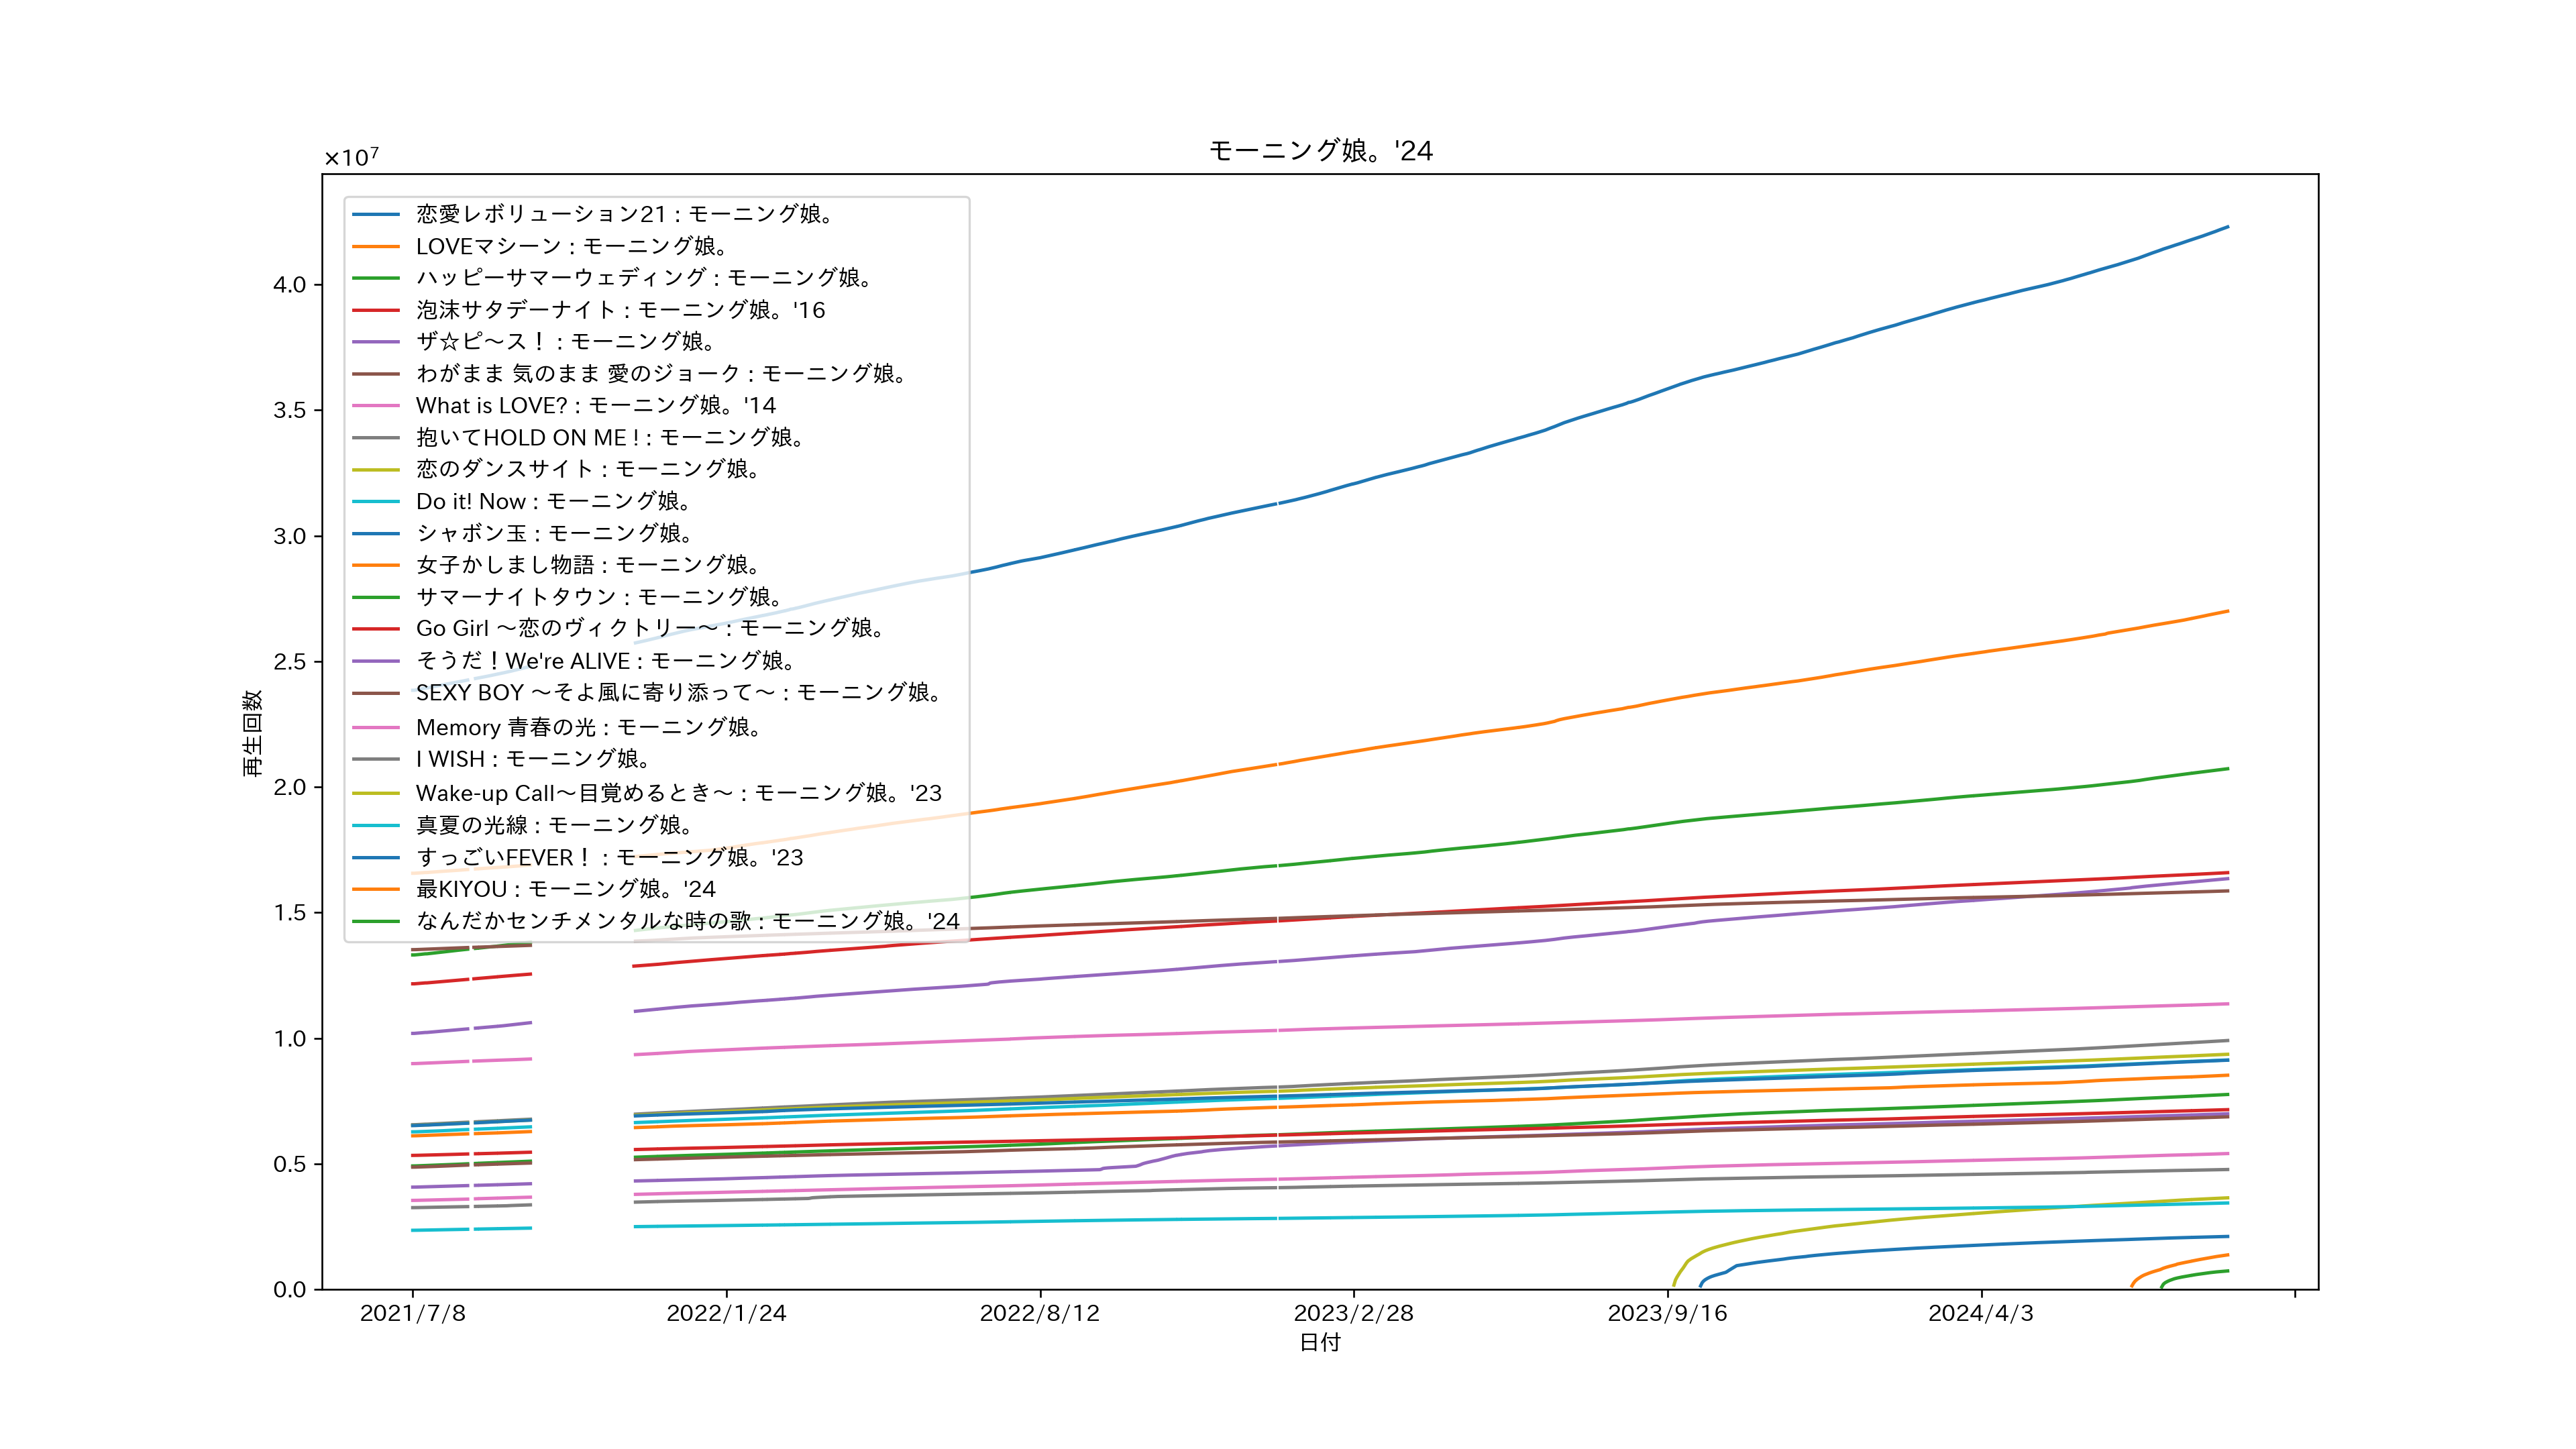 モーニング娘。'24
×10⁷
恋愛レボリューション21 : モーニング娘。
LOVEマシーン : モーニング娘。
ハッピーサマーウェディング : モーニング娘。
泡沫サタデーナイト : モーニング娘。'16
ザ☆ピ〜ス！ : モーニング娘。
わがまま 気のまま 愛のジョーク : モーニング娘。
What is LOVE? : モーニング娘。'14
抱いてHOLD ON ME ! : モーニング娘。
恋のダンスサイト : モーニング娘。
Do it! Now : モーニング娘。
シャボン玉 : モーニング娘。
女子かしまし物語 : モーニング娘。
サマーナイトタウン : モーニング娘。
Go Girl 〜恋のヴィクトリー〜 : モーニング娘。
そうだ！We're ALIVE : モーニング娘。
SEXY BOY 〜そよ風に寄り添って〜 : モーニング娘。
Memory 青春の光 : モーニング娘。
I WISH : モーニング娘。
Wake-up Call〜目覚めるとき〜 : モーニング娘。'23
真夏の光線 : モーニング娘。
すっごいFEVER！ : モーニング娘。'23
最KIYOU : モーニング娘。'24
なんだかセンチメンタルな時の歌 : モーニング娘。'24
4.0
3.5
3.0
2.5
2.0
1.5
1.0
0.5
0.0
再生回数
2021/7/8
2022/1/24
2022/8/12
2023/2/28
2023/9/16
2024/4/3
日付